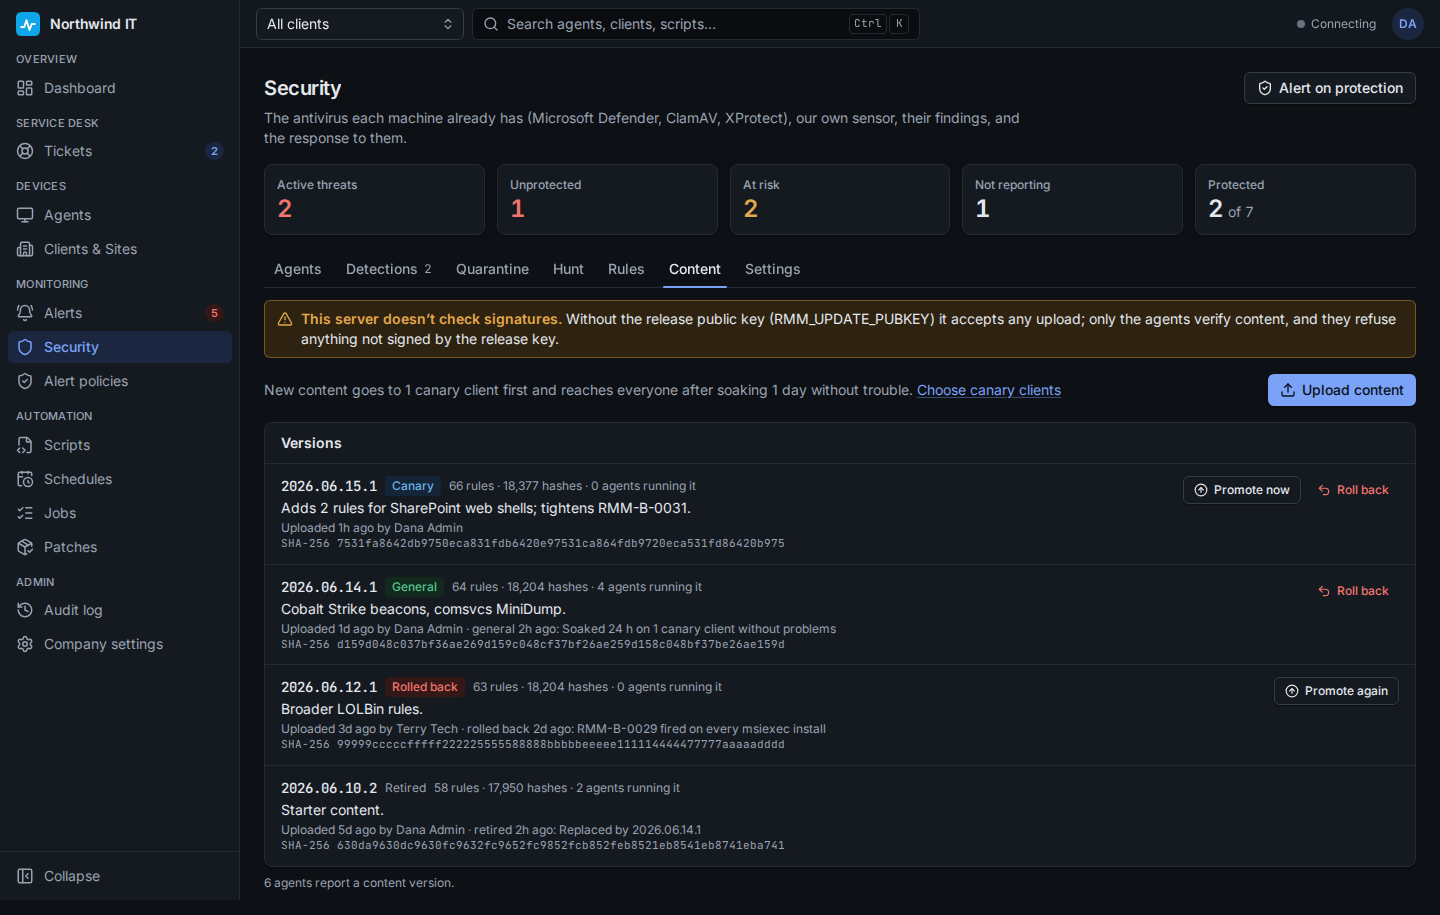 Northwind IT
All clients
Search agents, clients, scripts...
Ctrl K
Connecting
DA
OVERVIEW
Dashboard
SERVICE DESK
Tickets 2
DEVICES
Agents
Clients & Sites
MONITORING
Alerts 5
Security
Alert policies
AUTOMATION
Scripts
Schedules
Jobs
Patches
ADMIN
Audit log
Company settings
Collapse
Security
Alert on protection
The antivirus each machine already has (Microsoft Defender, ClamAV, XProtect), our own sensor, their findings, and
the response to them.
Active threats
2
Unprotected
1
At risk
2
Not reporting
1
Protected
2 of 7
Agents Detections 2 Quarantine Hunt Rules Content Settings
This server doesn't check signatures. Without the release public key (RMM_UPDATE_PUBKEY) it accepts any upload; only the agents verify content, and they refuse
anything not signed by the release key.
New content goes to 1 canary client first and reaches everyone after soaking 1 day without trouble. Choose canary clients
Upload content
Versions
2026.06.15.1 Canary 66 rules · 18,377 hashes · 0 agents running it
Promote now Roll back
Adds 2 rules for SharePoint web shells; tightens RMM-B-0031.
Uploaded 1h ago by Dana Admin
SHA-256 7531fa8642db9750eca831fdb6420e97531ca864fdb9720eca531fd86420b975
2026.06.14.1 General 64 rules · 18,204 hashes · 4 agents running it
Roll back
Cobalt Strike beacons, comsvcs MiniDump.
Uploaded 1d ago by Dana Admin · general 2h ago: Soaked 24 h on 1 canary client without problems
SHA-256 d159d048c037bf36ae269d159c048cf37bf26ae259d158c048bf37be26ae159d
2026.06.12.1 Rolled back 63 rules · 18,204 hashes · 0 agents running it
Promote again
Broader LOLBin rules.
Uploaded 3d ago by Terry Tech · rolled back 2d ago: RMM-B-0029 fired on every msiexec install
SHA-256 99999cccccfffff222225555588888bbbbbeeeee111114444477777aaaaadddd
2026.06.10.2 Retired 58 rules · 17,950 hashes · 2 agents running it
Starter content.
Uploaded 5d ago by Dana Admin · retired 2h ago: Replaced by 2026.06.14.1
SHA-256 630da9630dc9630fc9632fc9652fc9852fcb852feb8521eb8541eb8741eba741
6 agents report a content version.